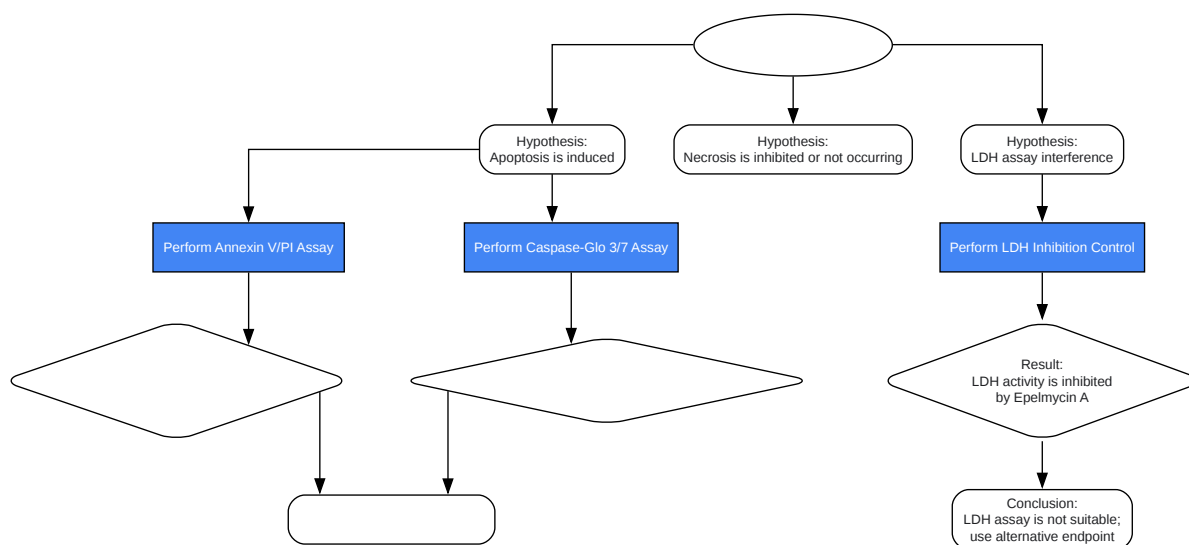 Hypothesis:
Apoptosis is induced
Hypothesis:
Necrosis is inhibited or not occurring
Hypothesis:
LDH assay interference
Perform Annexin V/PI Assay
Perform Caspase-Glo 3/7 Assay
Perform LDH Inhibition Control
Result:
LDH activity is inhibited
by Epelmycin A
Conclusion:
LDH assay is not suitable;
use alternative endpoint